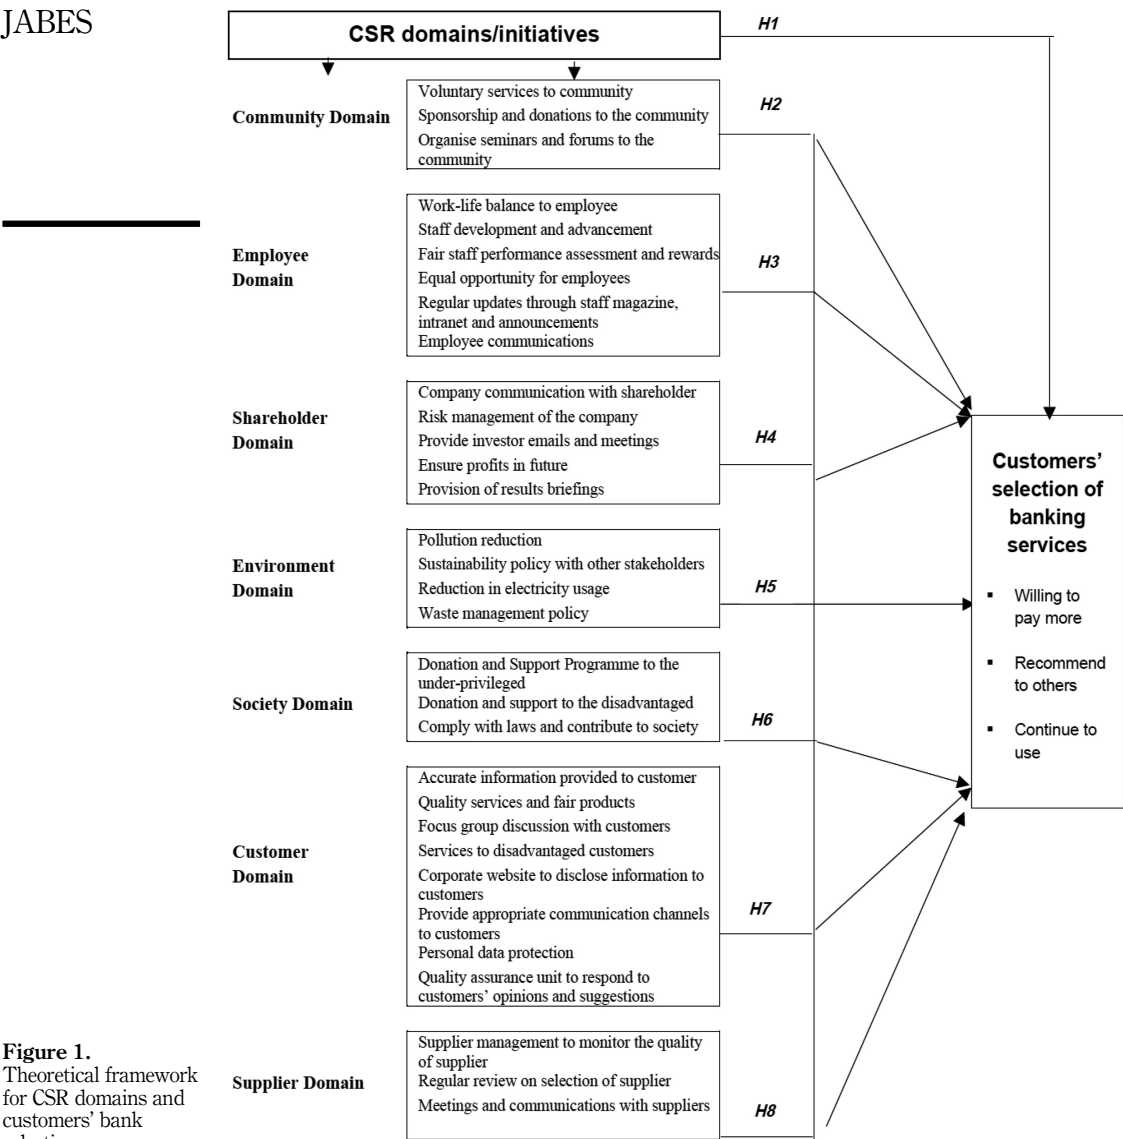 JABES
CSR domains/initiatives
H1
Community Domain
Voluntary services to community
Sponsorship and donations to the community
Organise seminars and forums to the
community
H2
Employee
Domain
Work-life balance to employee
Staff development and advancement
Fair staff performance assessment and rewards
Equal opportunity for employees
Regular updates through staff magazine,
intranet and announcements
Employee communications
H3
Shareholder
Domain
Company communication with shareholder
Risk management of the company
Provide investor emails and meetings
Ensure profits in future
Provision of results briefings
H4
Environment
Domain
Pollution reduction
Sustainability policy with other stakeholders
Reduction in electricity usage
Waste management policy
H5
Society Domain
Donation and Support Programme to the
under-privileged
Donation and support to the disadvantaged
Comply with laws and contribute to society
H6
Customer
Domain
Accurate information provided to customer
Quality services and fair products
Focus group discussion with customers
Services to disadvantaged customers
Corporate website to disclose information to
customers
Provide appropriate communication channels
to customers
Personal data protection
Quality assurance unit to respond to
customers' opinions and suggestions
H7
Supplier Domain
Supplier management to monitor the quality
of supplier
Regular review on selection of supplier
Meetings and communications with suppliers
H8
Customers'
selection of
banking
services
▪ Willing to
pay more
▪ Recommend
to others
▪ Continue to
use
Figure 1.
Theoretical framework
for CSR domains and
customers' bank